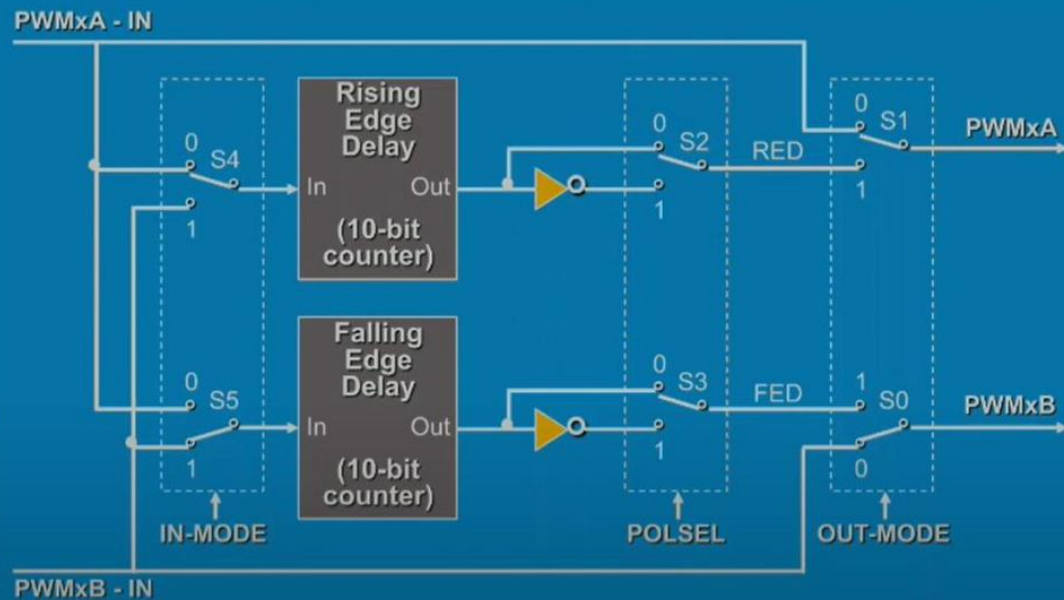 PWMxA - IN
0
S4
1
Rising
Edge
Delay
In
Out
(10-bit
counter)
0
S2
1
RED
0
S1
1
PWMxA
0
S5
1
Falling
Edge
Delay
In
Out
(10-bit
counter)
0
S3
1
FED
1
S0
0
PWMxB
IN-MODE
POLSEL
OUT-MODE
PWMxB - IN